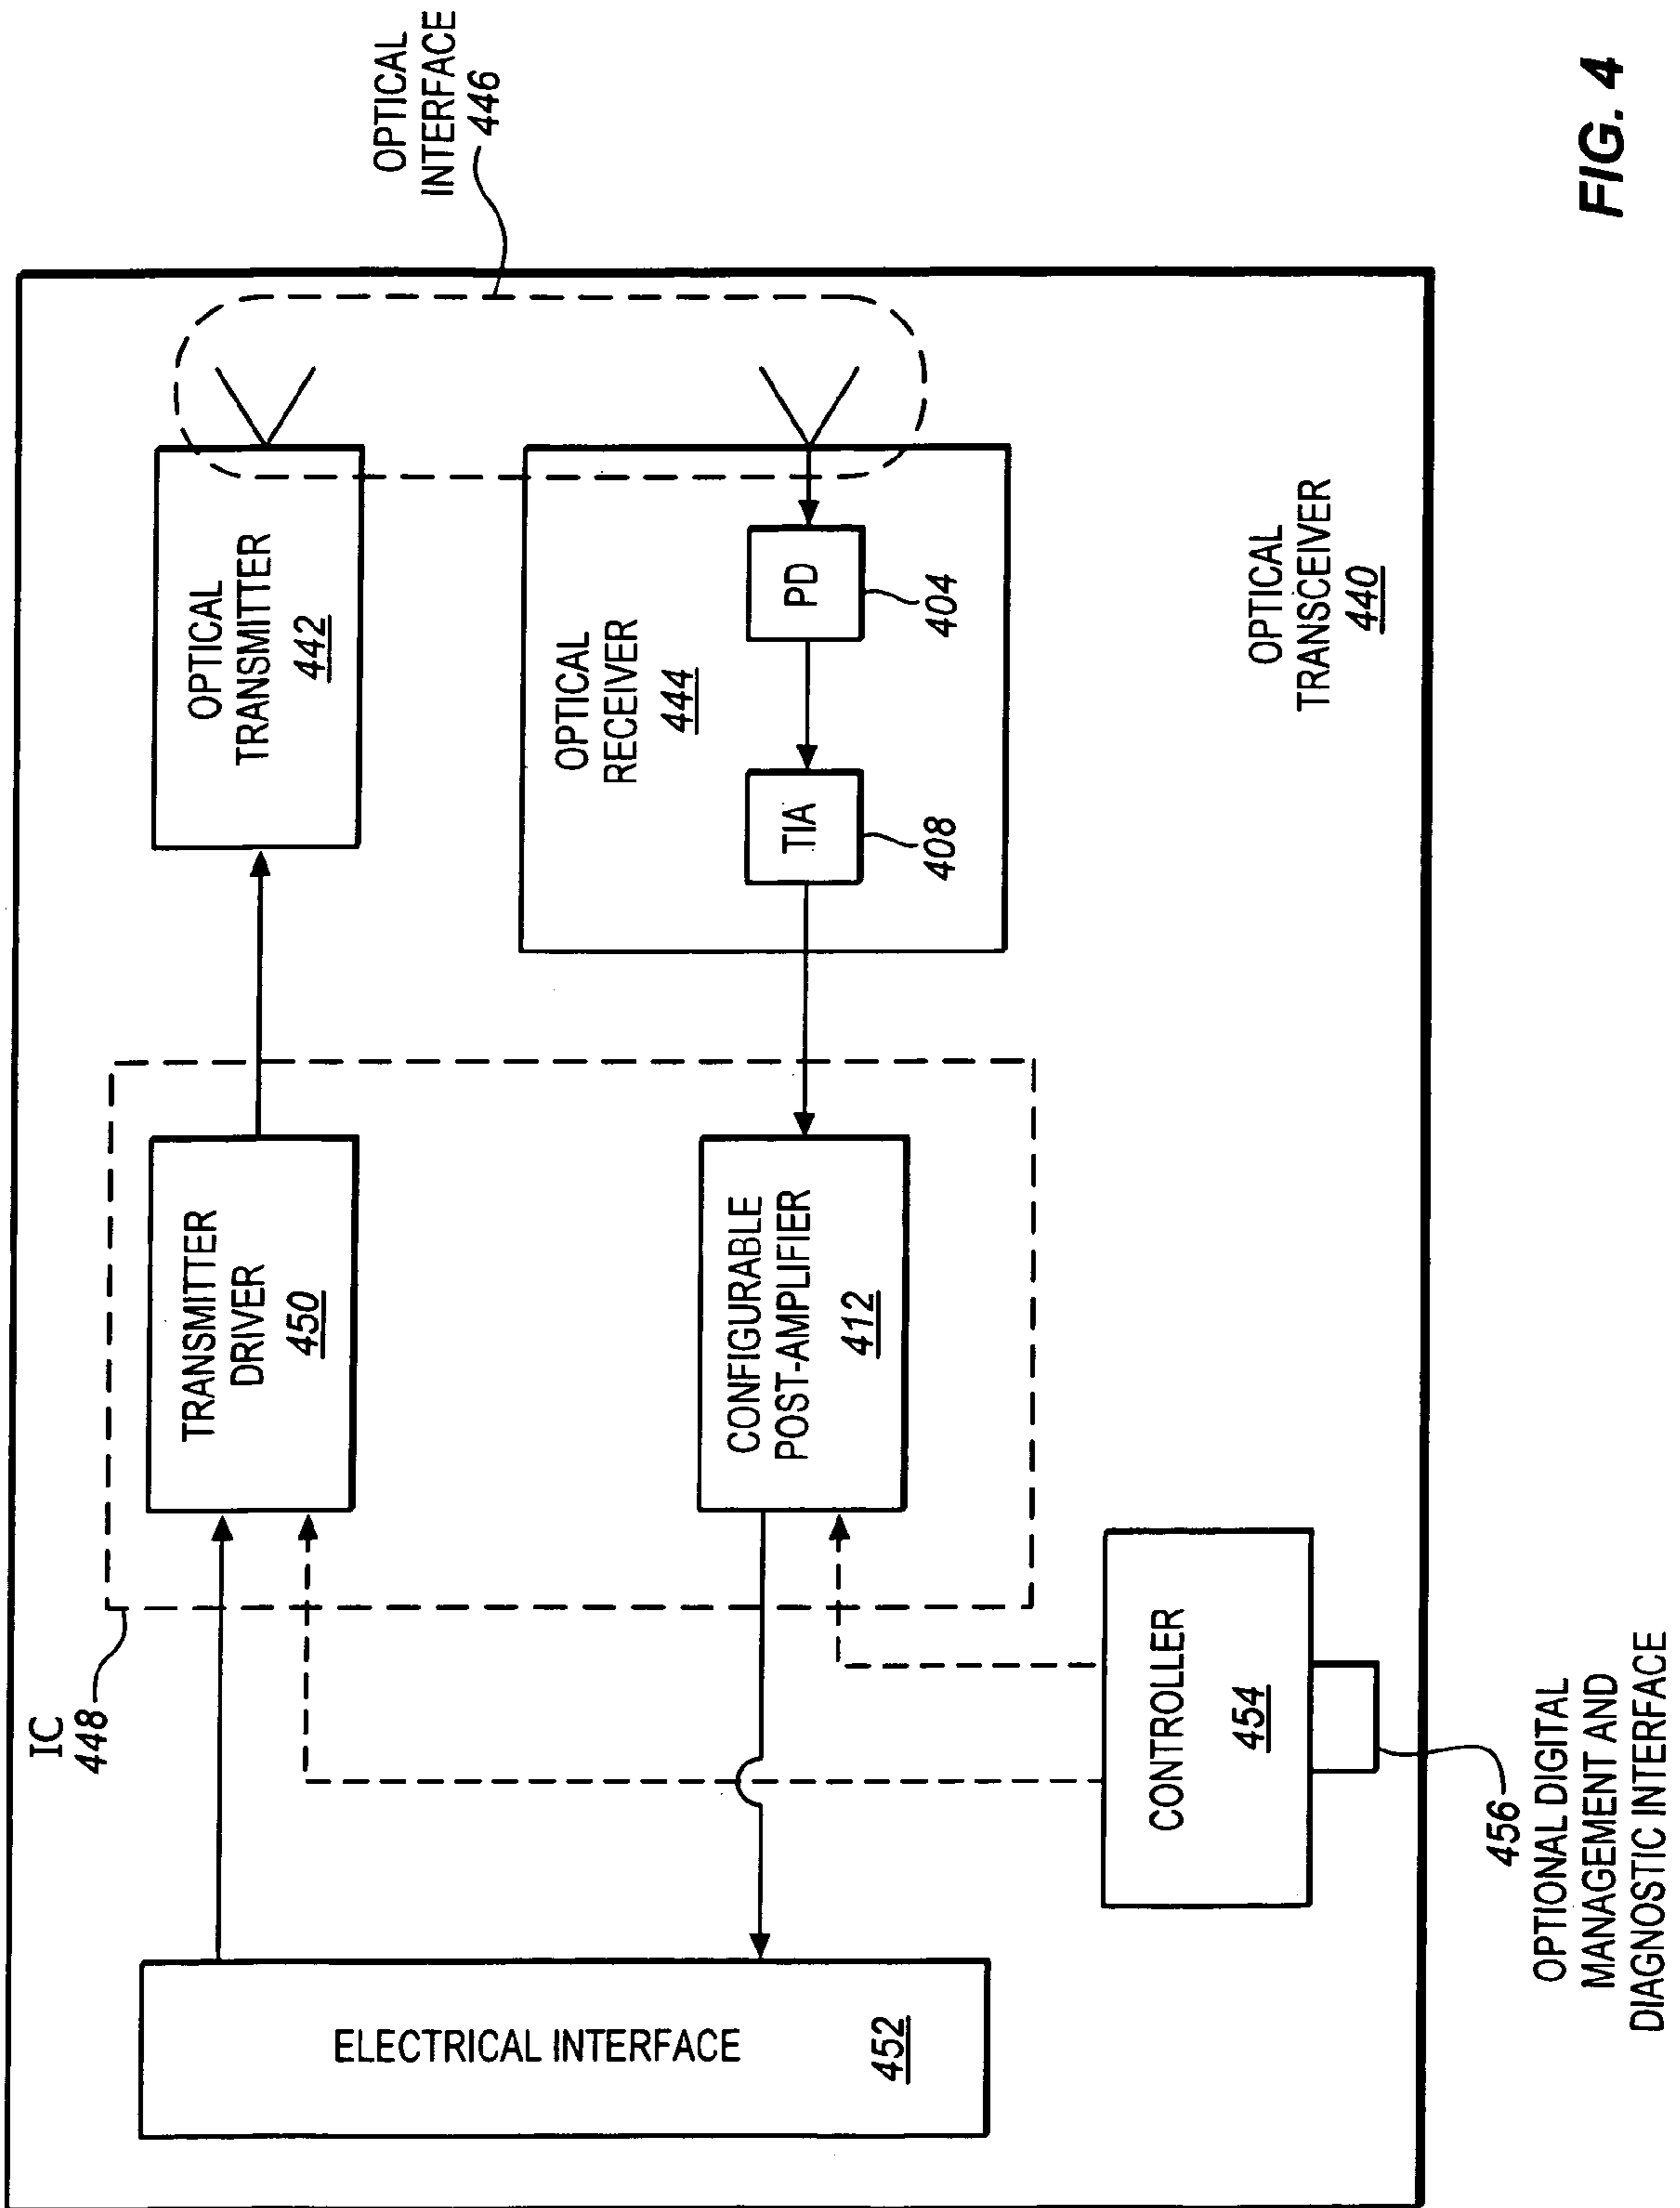 IC
448
OPTICAL
INTERFACE
446
ELECTRICAL INTERFACE
452
TRANSMITTER
DRIVER
450
OPTICAL
TRANSMITTER
442
CONFIGURABLE
POST-AMPLIFIER
412
OPTICAL
RECEIVER
444
TIA
408
PD
404
CONTROLLER
454
OPTICAL
TRANSCEIVER
440
456
OPTIONAL DIGITAL
MANAGEMENT AND
DIAGNOSTIC INTERFACE
FIG. 4